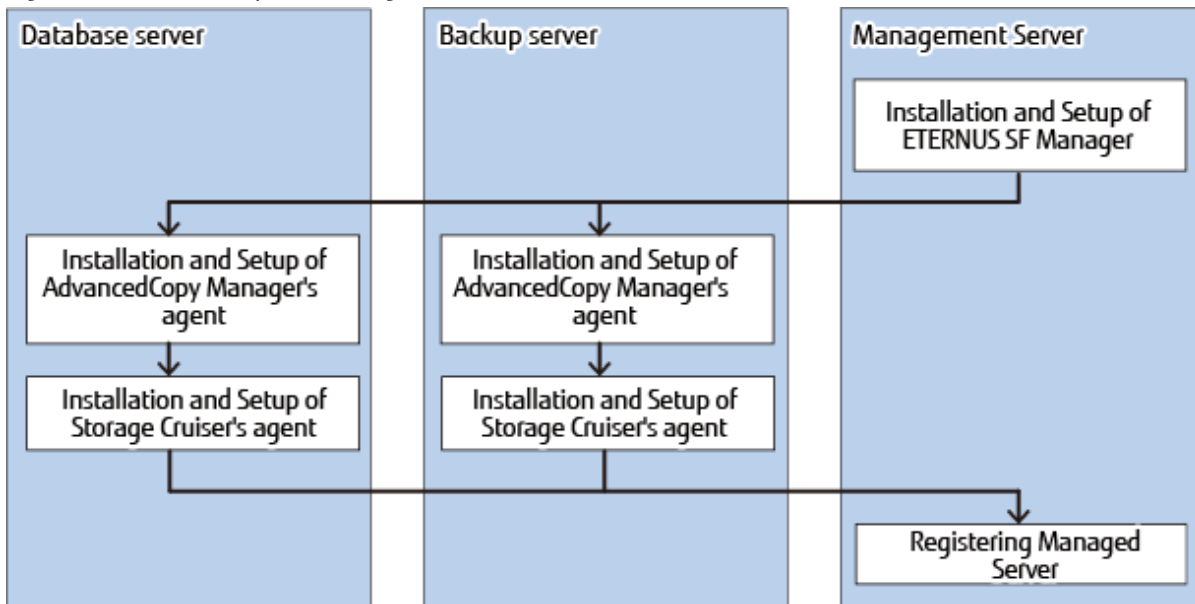 Database server
Backup server
Management Server
Installation and Setup of
ETERNUS SF Manager
Installation and Setup of
AdvancedCopy Manager's
agent
Installation and Setup of
AdvancedCopy Manager's
agent
Installation and Setup of
Storage Cruiser's agent
Installation and Setup of
Storage Cruiser's agent
Registering Managed
Server